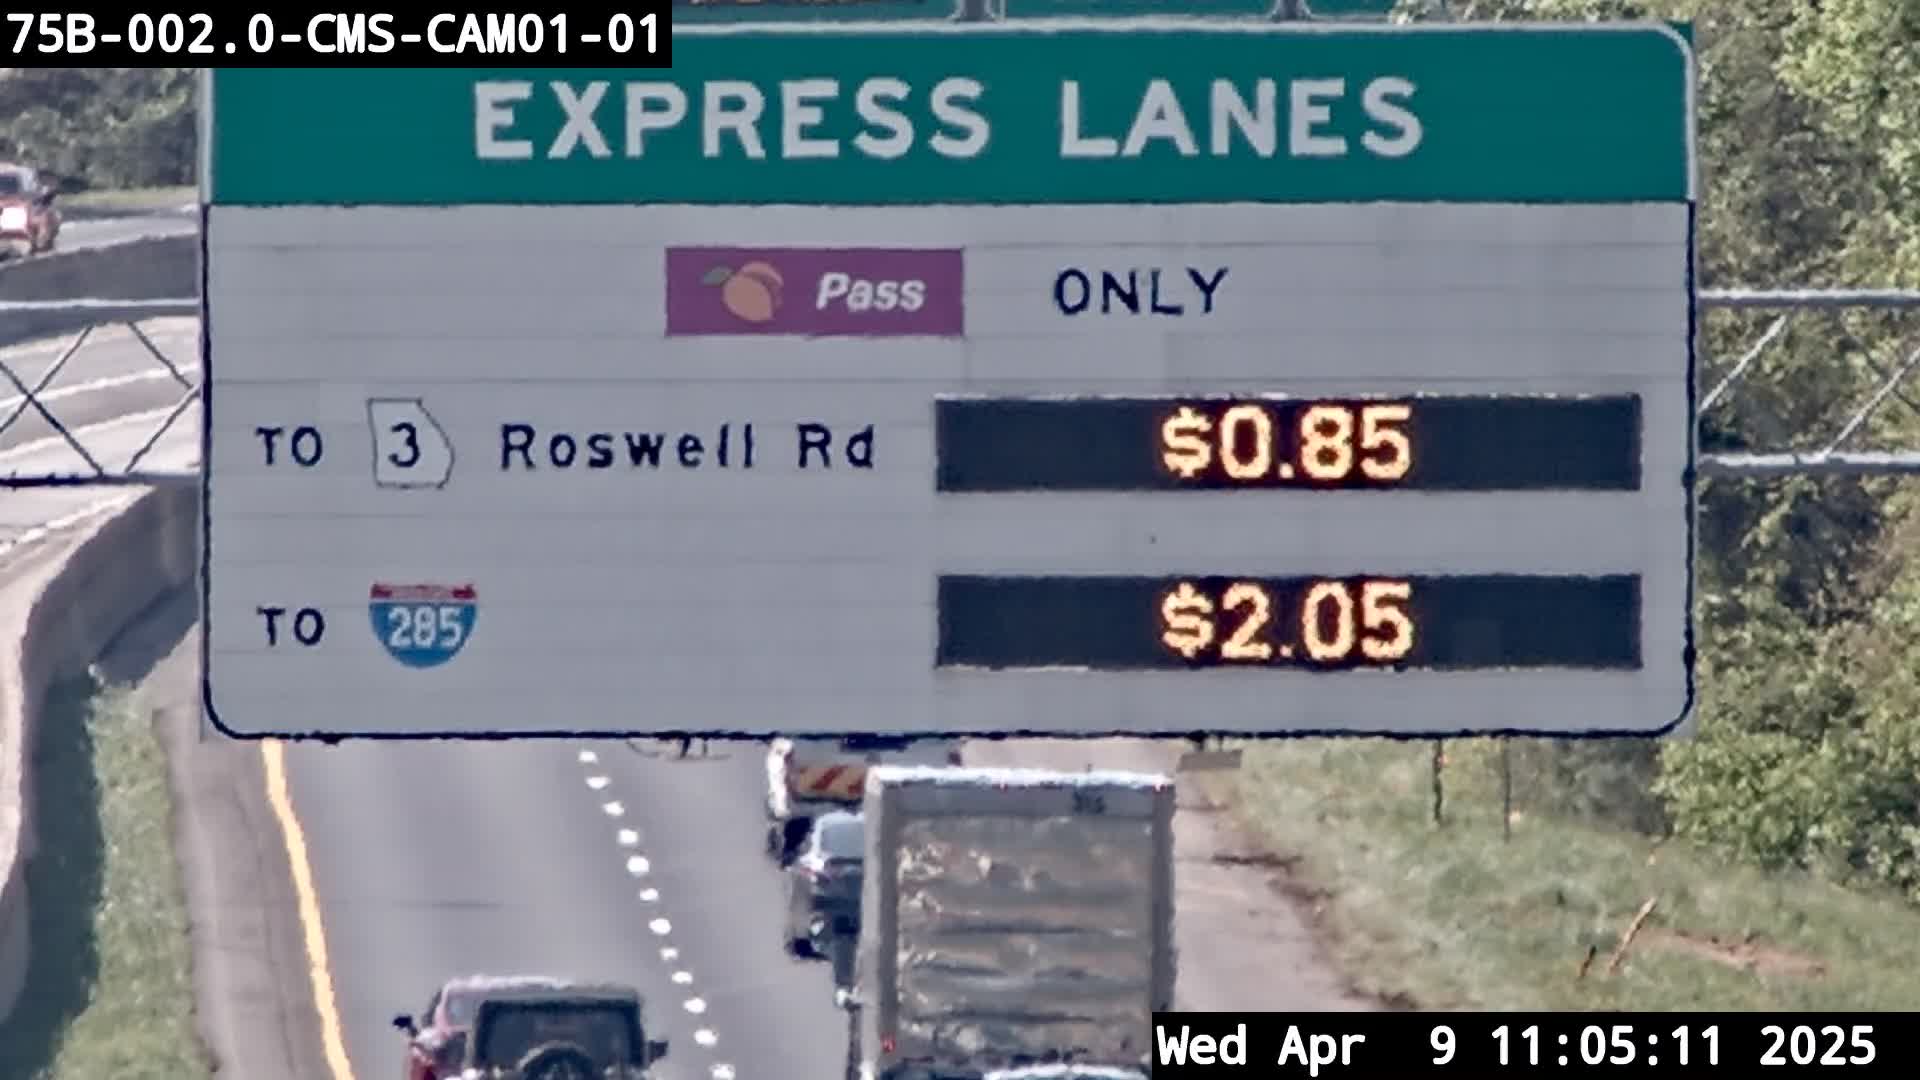 75B-002.0-CMS-CAM01-01
EXPRESS LANES
Pass ONLY
TO 3 Roswell Rd $0.85
TO 285 $2.05
Wed Apr 9 11:05:11 2025